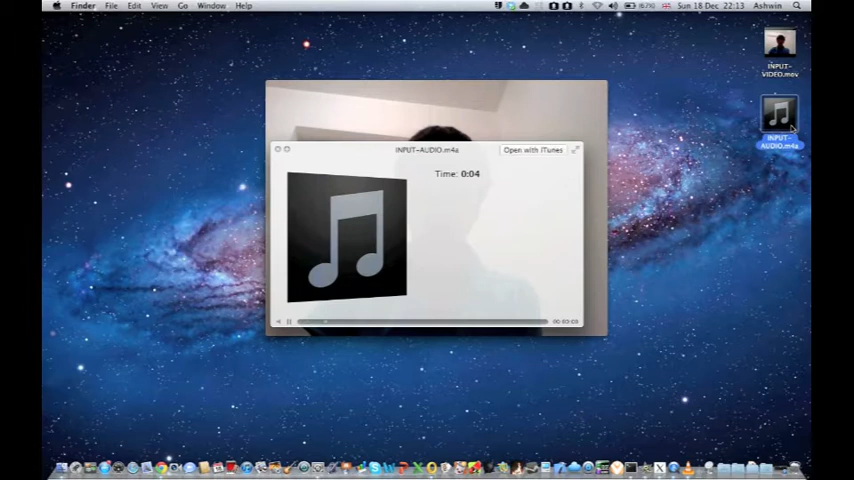 Finder File Edit View Go Window Help
Sun 18 Dec 22:13 Ashwin
INPUT-
VIDEO.mov
INPUT-
AUDIO.m4a
INPUT-AUDIO.m4a
Open with iTunes
Time: 0:04